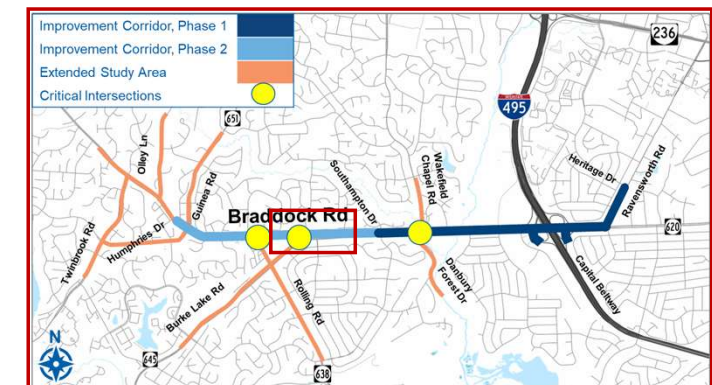 Improvement Corridor, Phase 1
Improvement Corridor, Phase 2
Extended Study Area
Critical Intersections
236
651
INTERSTATE
495
Olley Ln
Guinea Rd
Southampton Dr
Wakefield
Chapel Rd
Heritage Dr
Ravensworth Rd
Braddock Rd
620
Twinbrook Rd
Humphries Dr
Danbury
Forest Dr
Capital Beltway
Burke Lake Rd
Rolling Rd
N
645
638